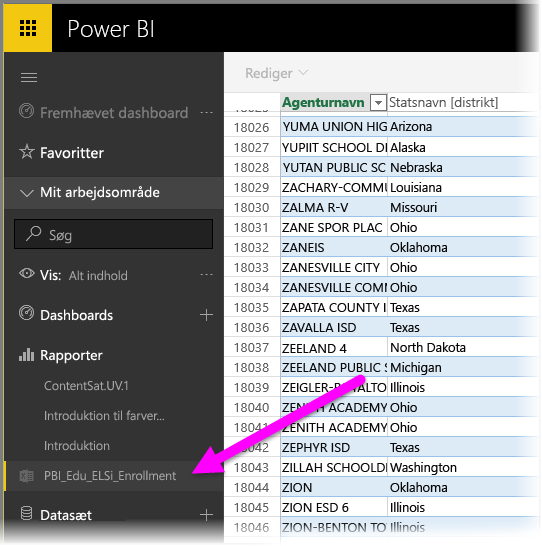 Power BI
Fremhævet dashboard ...
Favoritter
Mit arbejdsområde
Søg
Vis: Alt indhold ...
Dashboards +
Rapporter
ContentSat.UV.1
Introduktion til farver...
Introduktion
PBI_Edu_ELSi_Enrollment
Datasæt +
Rediger
Agenturnavn Statsnavn [distrikt]
18026 YUMA UNION HIG Arizona
18027 YUPIIT SCHOOL DI Alaska
18028 YUTAN PUBLIC SC Nebraska
18029 ZACHARY-COMMU Louisiana
18030 ZALMA R-V Missouri
18031 ZANE SPOR PLAC Ohio
18032 ZANEIS Oklahoma
18033 ZANESVILLE CITY Ohio
18034 ZANESVILLE COMM Ohio
18035 ZAPATA COUNTY I Texas
18036 ZAVALLA ISD Texas
18037 ZEELAND 4 North Dakota
18038 ZEELAND PUBLIC S Michigan
18039 Illinois
18040 ACADEMY Ohio
18041 ZENITH ACADEMY Ohio
18042 ZEPHYR ISD Texas
18043 ZILLAH SCHOOLDI Washington
18044 ZION Oklahoma
18045 ZION ESD 6 Illinois
18046 ZION-BENTON TO Illinois